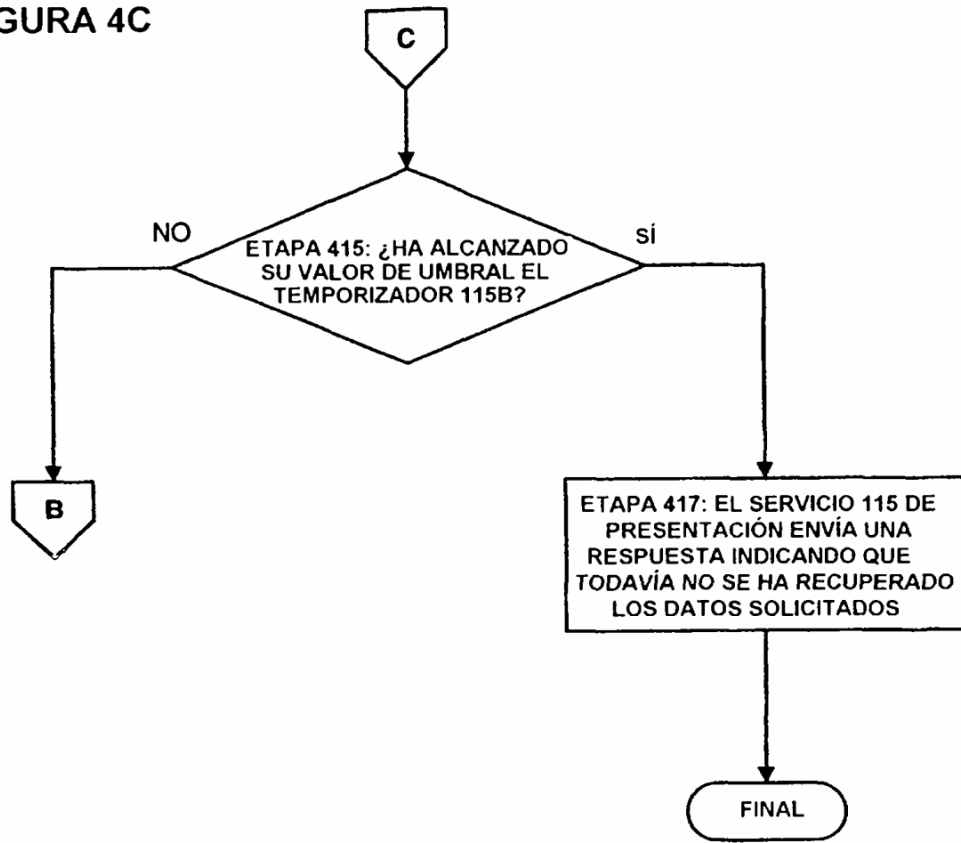 GURA 4C
C
NO
SÍ
ETAPA 415: ¿HA ALCANZADO
SU VALOR DE UMBRAL EL
TEMPORIZADOR 115B?
B
ETAPA 417: EL SERVICIO 115 DE
PRESENTACIÓN ENVÍA UNA
RESPUESTA INDICANDO QUE
TODAVÍA NO SE HA RECUPERADO
LOS DATOS SOLICITADOS
FINAL